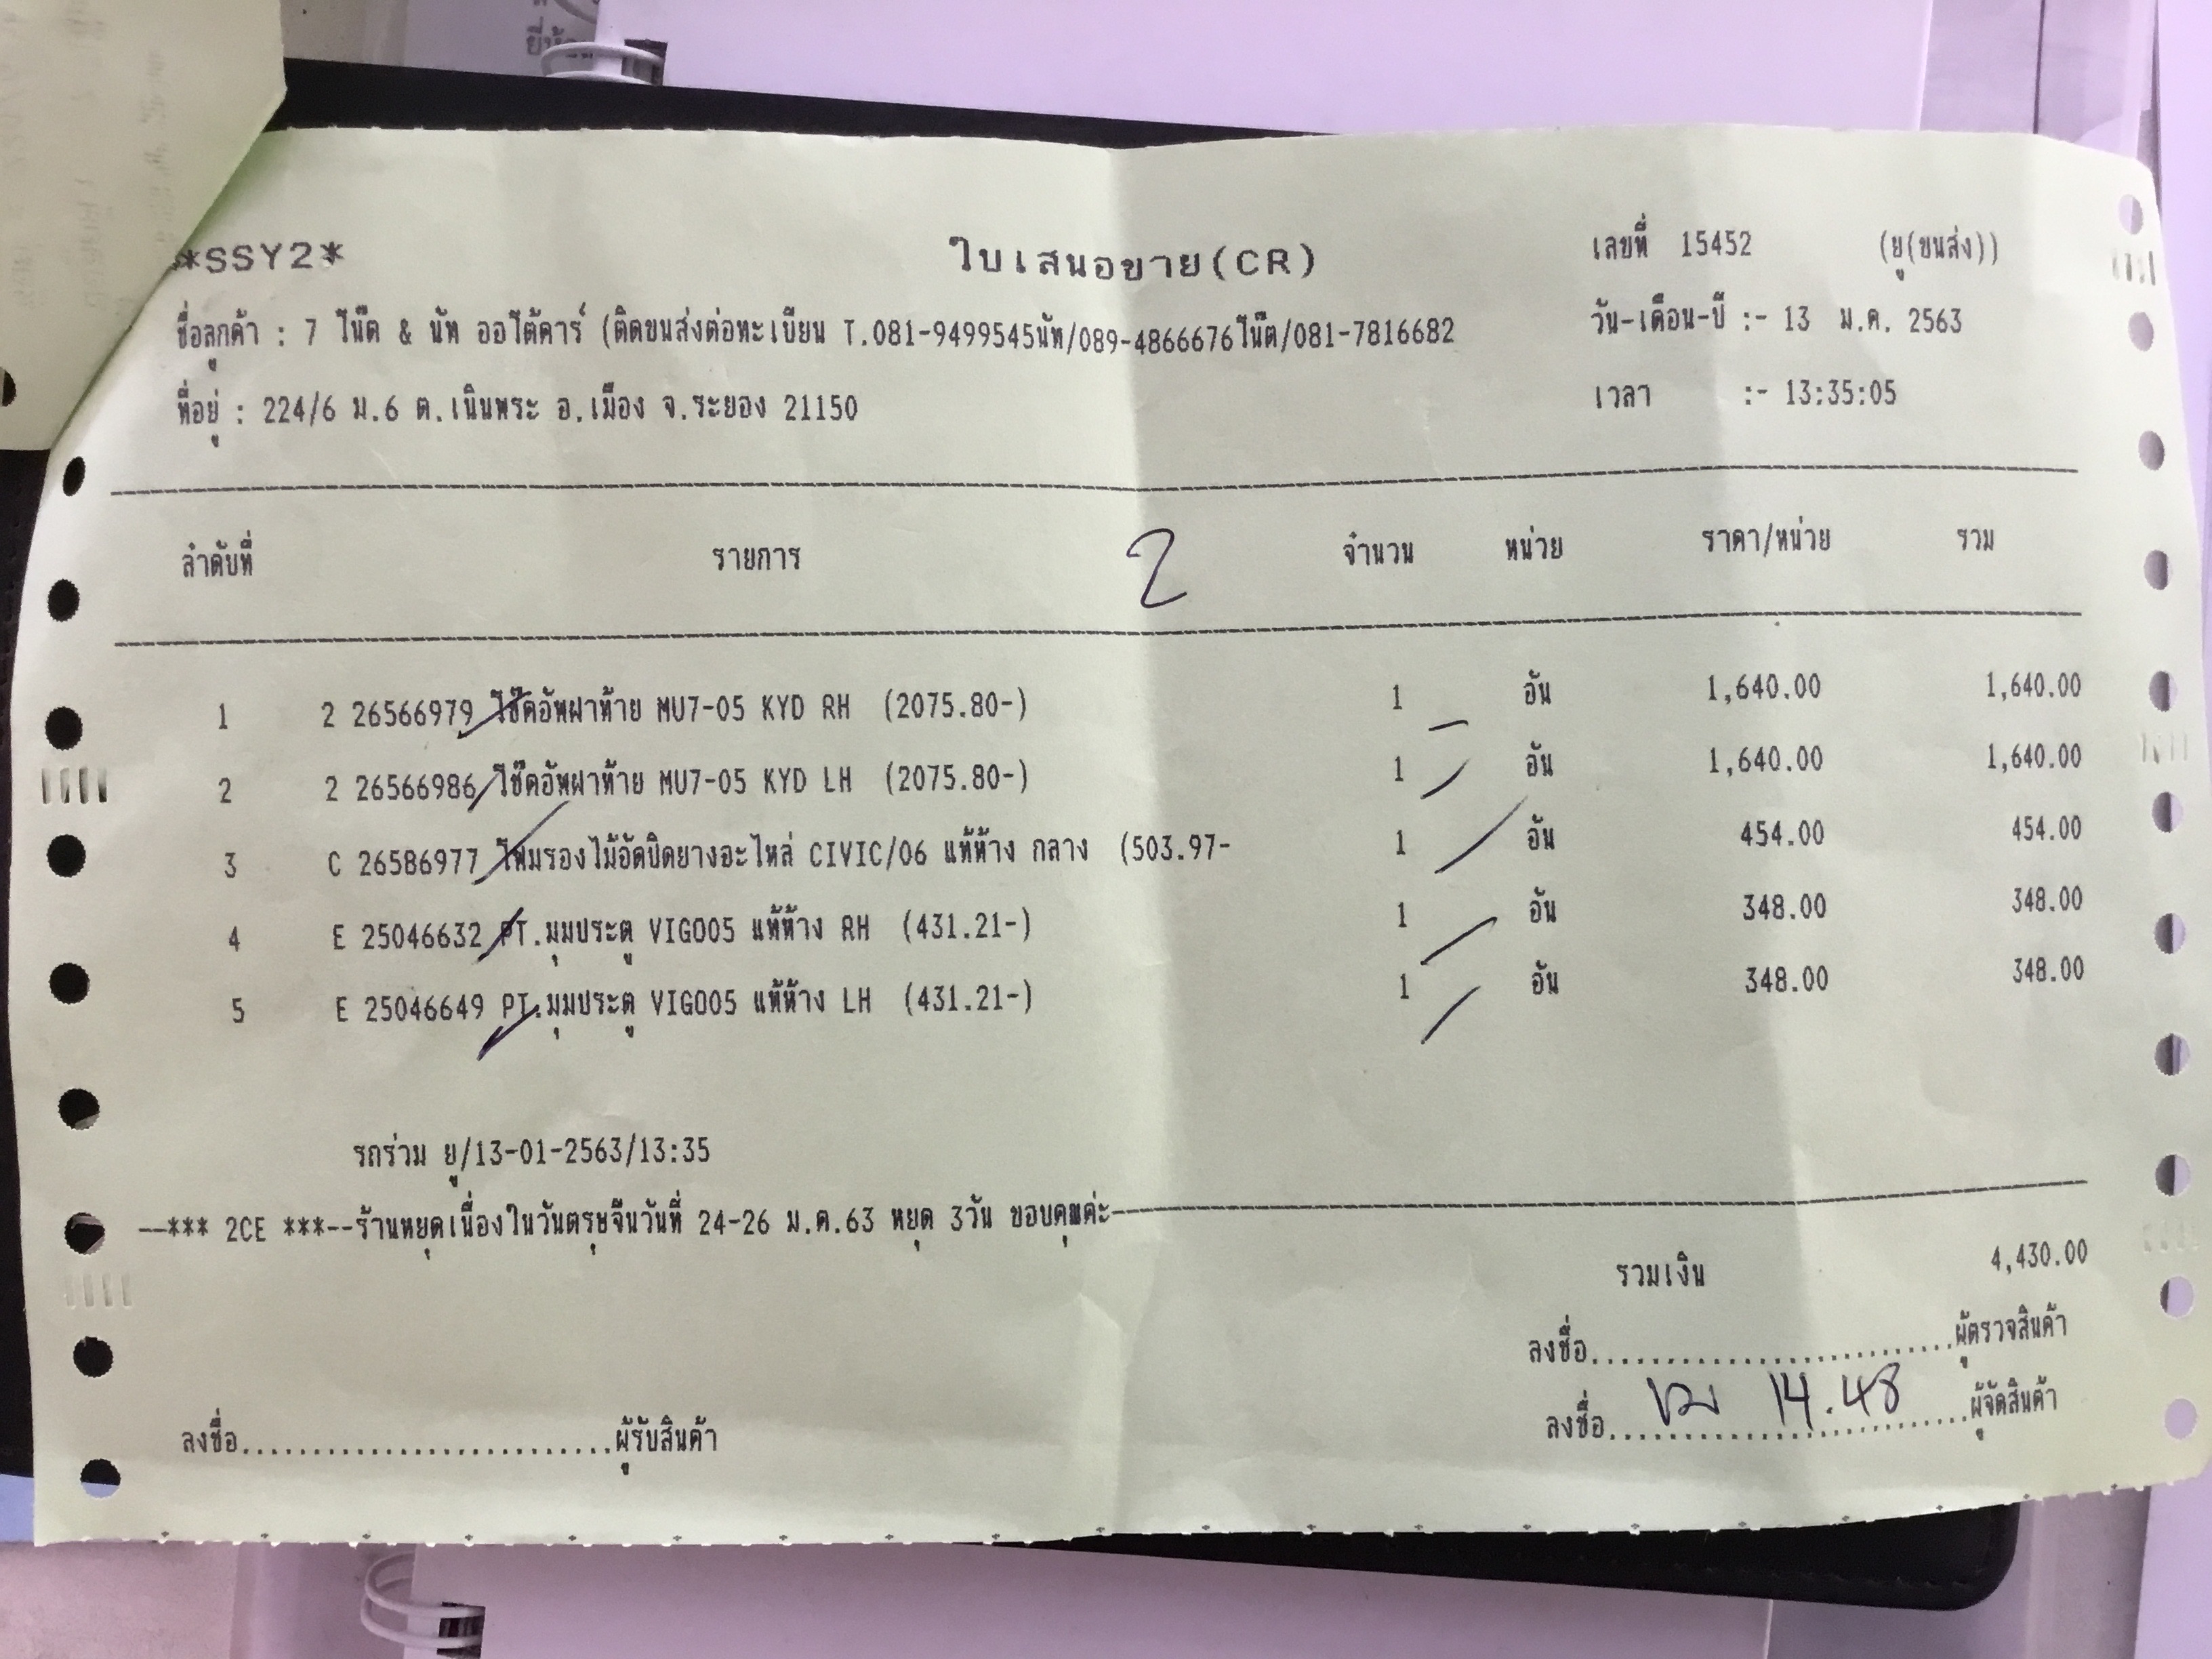 *SSY2*
ใบเสนอขาย(CR)
เลขที่ 15452 (ยู(ขนส่ง))
ชื่อลูกค้า : 7 โน๊ต & นัท ออโต้คาร์ (ติดขนส่งต่อทะเบียน T.081-9499545นัท/089-4866676โน๊ต/081-7816682
วัน-เดือน-ปี :- 13 ม.ค. 2563
ที่อยู่ : 224/6 ม.6 ต.เนินพระ อ.เมือง จ.ระยอง 21150
เวลา :- 13:35:05
ลำดับที่ รายการ 2 จำนวน หน่วย ราคา/หน่วย รวม
1 2 26566979 โช๊คอัพฝาท้าย MU7-05 KYD RH (2075.80-) 1 อัน 1,640.00 1,640.00
2 2 26566986 โช๊คอัพฝาท้าย MU7-05 KYD LH (2075.80-) 1 อัน 1,640.00 1,640.00
3 C 26586977 โฟมรองไม้อัดปิดยางอะไหล่ CIVIC/06 แท้ห้าง กลาง (503.97- 1 อัน 454.00 454.00
4 E 25046632 PT.มุมประตู VIGO05 แท้ห้าง RH (431.21-) 1 อัน 348.00 348.00
5 E 25046649 PT.มุมประตู VIGO05 แท้ห้าง LH (431.21-) 1 อัน 348.00 348.00
รถร่วม ยู/13-01-2563/13:35
--*** 2CE ***--ร้านหยุดเนื่องในวันตรุษจีนวันที่ 24-26 ม.ค.63 หยุด 3วัน ขอบคุณค่ะ
รวมเงิน 4,430.00
ลงชื่อ..........................ผู้ตรวจสินค้า
ลงชื่อ... 14.48 ...ผู้จัดสินค้า
ลงชื่อ..........................ผู้รับสินค้า